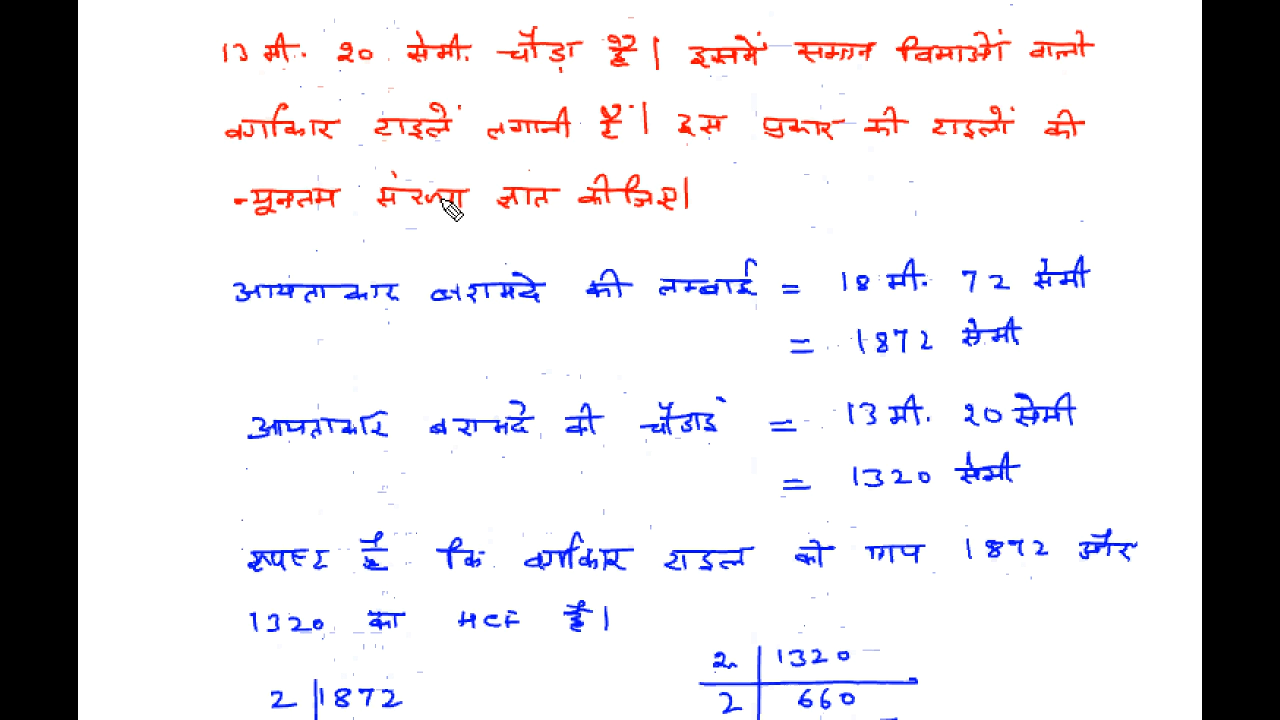 13 मी. 20 सेमी. चौड़ा है। इसमें समान विमाओं वाली
वर्गाकार टाइलें लगानी हैं। इस प्रकार की टाइलों की
न्यूनतम संख्या ज्ञात कीजिए।
आयताकार बरामदे की लम्बाई = 18 मी. 72 सेमी
= 1872 सेमी
आयताकार बरामदे की चौड़ाई = 13 मी. 20 सेमी
= 1320 सेमी
स्पष्ट है कि वर्गाकार टाइल की माप 1872 और
1320 का HCF है।
2 | 1320
2 | 1872
2 | 660